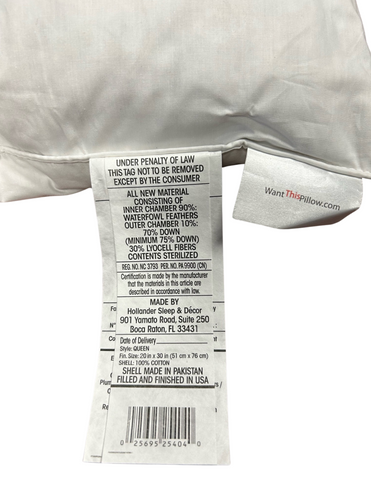 UNDER PENALTY OF LAW
THIS TAG NOT TO BE REMOVED
EXCEPT BY THE CONSUMER
ALL NEW MATERIAL
CONSISTING OF
INNER CHAMBER 90%:
WATERFOWL FEATHERS
OUTER CHAMBER 10%:
70% DOWN
(MINIMUM 75% DOWN)
30% LYOCELL FIBERS
CONTENTS STERILIZED
REG. NO. NC 3793 PER. NO. PA 9900 (CN)
Certification is made by the manufacturer
that the materials in this article are
described in accordance with law.
MADE BY
Hollander Sleep & Décor
901 Yamato Road, Suite 250
Boca Raton, FL 33431
Date of Delivery
Style: QUEEN
Fin. Size: 20 in x 30 in (51 cm x 76 cm)
SHELL: 100% COTTON
SHELL MADE IN PAKISTAN
FILLED AND FINISHED IN USA
0 25695 25404 0
WantThisPillow.com